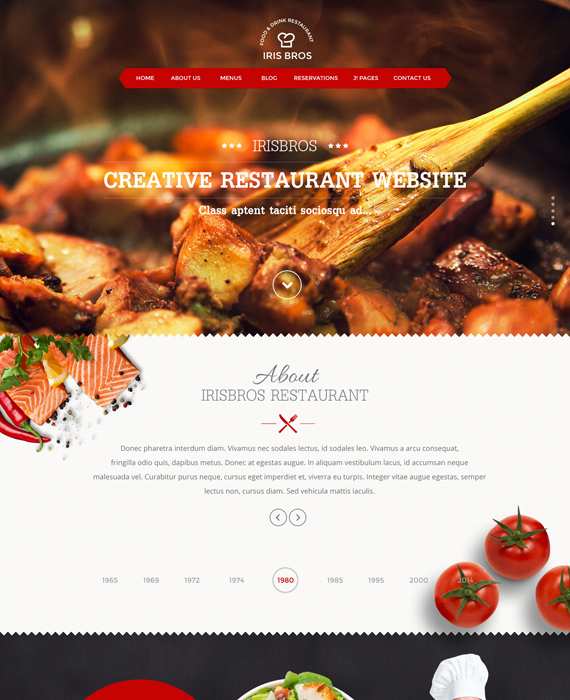 FOOD & DRINK RESTAURANT
IRIS BROS
HOME ABOUT US MENUS BLOG RESERVATIONS J! PAGES CONTACT US
IRISBROS
CREATIVE RESTAURANT WEBSITE
Class aptent taciti sociosqu ad...
About
IRISBROS RESTAURANT
Donec pharetra interdum diam. Vivamus nec sodales lectus, id sodales leo. Vivamus a arcu consequat,
fringilla odio quis, dapibus metus. Donec at egestas augue. In aliquam vestibulum lacus, id accumsan neque
malesuada vel. Curabitur purus neque, cursus eget imperdiet et, viverra eu turpis. Integer vitae augue egestas, semper
lectus non, cursus diam. Sed vehicula mattis iaculis.
1965 1969 1972 1974 1980 1985 1995 2000 2014